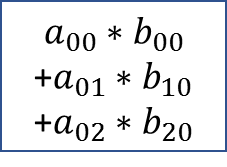 a₀₀ * b₀₀
+a₀₁ * b₁₀
+a₀₂ * b₂₀